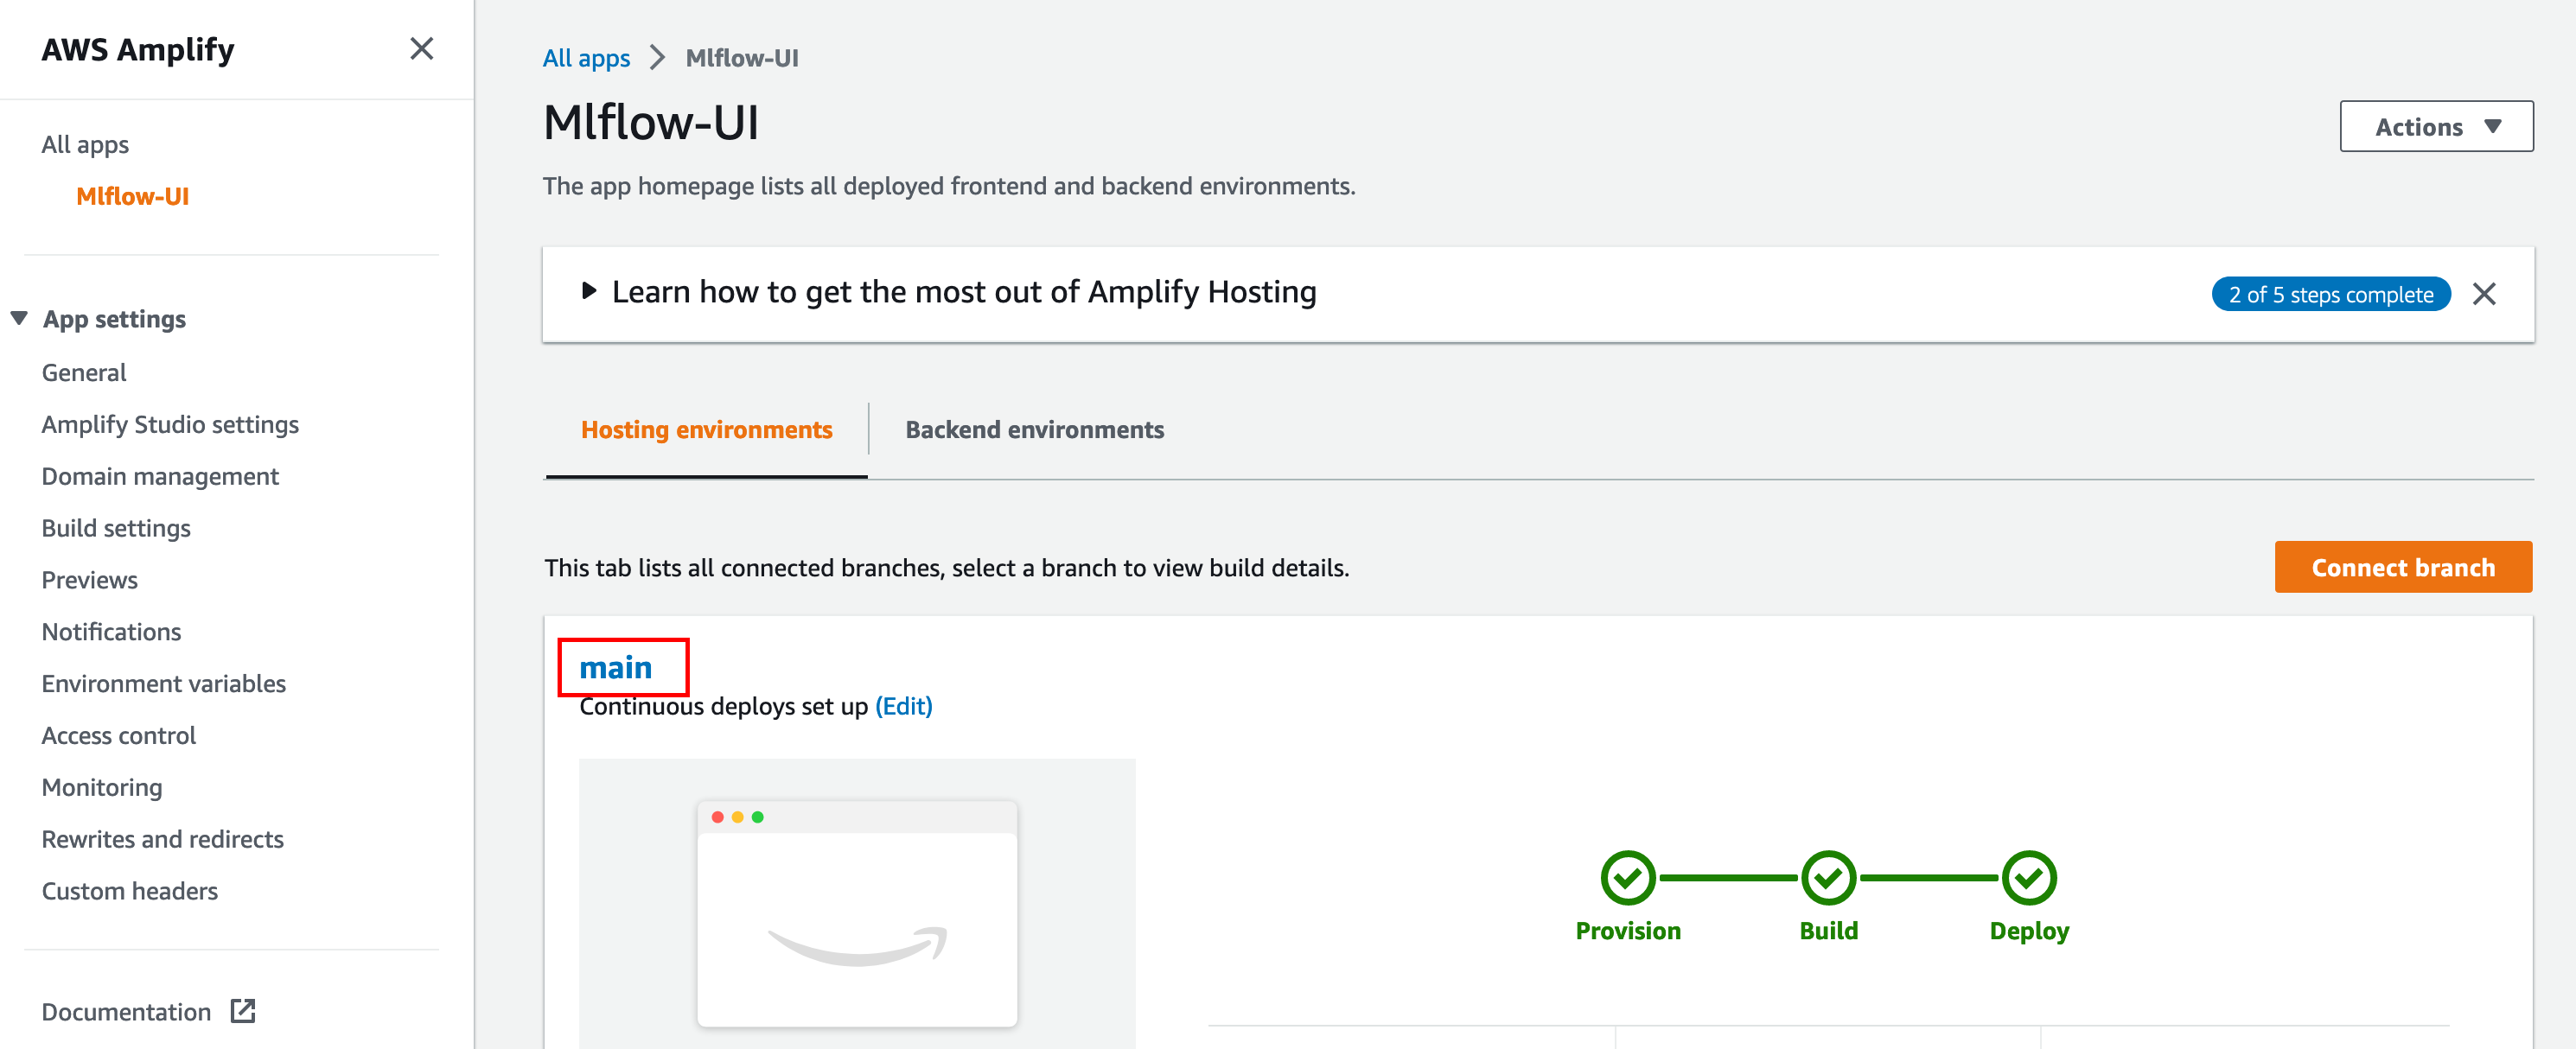 AWS Amplify
All apps
Mlflow-UI
App settings
General
Amplify Studio settings
Domain management
Build settings
Previews
Notifications
Environment variables
Access control
Monitoring
Rewrites and redirects
Custom headers
Documentation
All apps > Mlflow-UI
Mlflow-UI
Actions
The app homepage lists all deployed frontend and backend environments.
Learn how to get the most out of Amplify Hosting
2 of 5 steps complete
Hosting environments
Backend environments
This tab lists all connected branches, select a branch to view build details.
Connect branch
main
Continuous deploys set up (Edit)
Provision
Build
Deploy